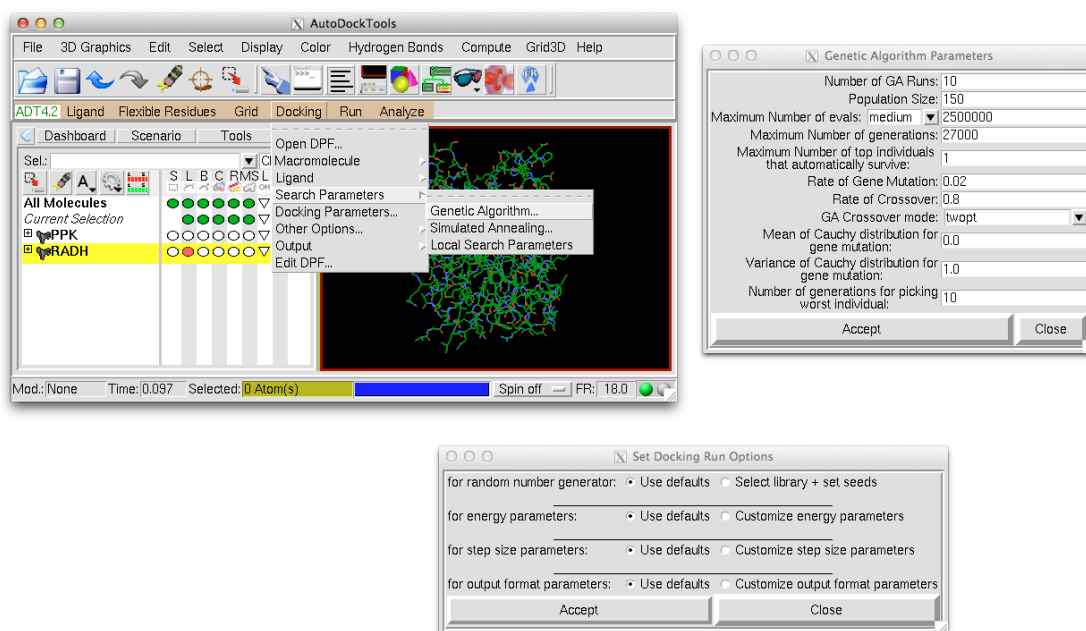 AutoDockTools
File 3D Graphics Edit Select Display Color Hydrogen Bonds Compute Grid3D Help
ADT4.2 Ligand Flexible Residues Grid Docking Run Analyze
Dashboard Scenario Tools
Sel.: Cl
S L B C R MS L
All Molecules
Current Selection
PPK
RADH
Open DPF...
Macromolecule
Ligand
Search Parameters
Docking Parameters...
Other Options...
Output
Edit DPF...
Genetic Algorithm...
Simulated Annealing...
Local Search Parameters
Mod.: None Time: 0.097 Selected: 0 Atom(s) Spin off FR: 18.0
Genetic Algorithm Parameters
Number of GA Runs: 10
Population Size: 150
Maximum Number of evals: medium 2500000
Maximum Number of generations: 27000
Maximum Number of top individuals
that automatically survive: 1
Rate of Gene Mutation: 0.02
Rate of Crossover: 0.8
GA Crossover mode: twopt
Mean of Cauchy distribution for
gene mutation: 0.0
Variance of Cauchy distribution for
gene mutation: 1.0
Number of generations for picking
worst individual: 10
Accept Close
Set Docking Run Options
for random number generator: Use defaults Select library + set seeds
for energy parameters: Use defaults Customize energy parameters
for step size parameters: Use defaults Customize step size parameters
for output format parameters: Use defaults Customize output format parameters
Accept Close